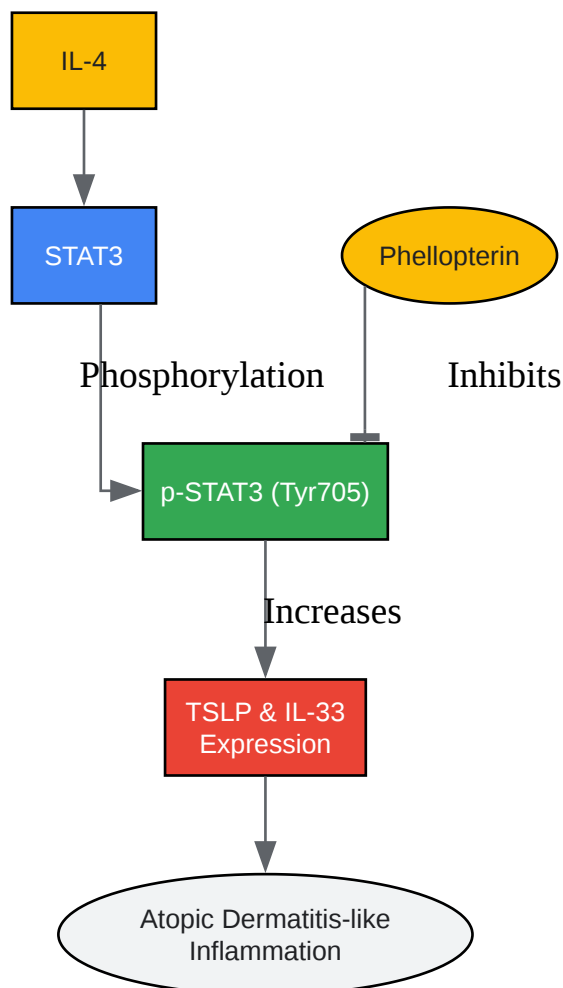 IL-4
STAT3
Phellopterin
Phosphorylation
Inhibits
p-STAT3 (Tyr705)
Increases
TSLP & IL-33
Expression
Atopic Dermatitis-like
Inflammation